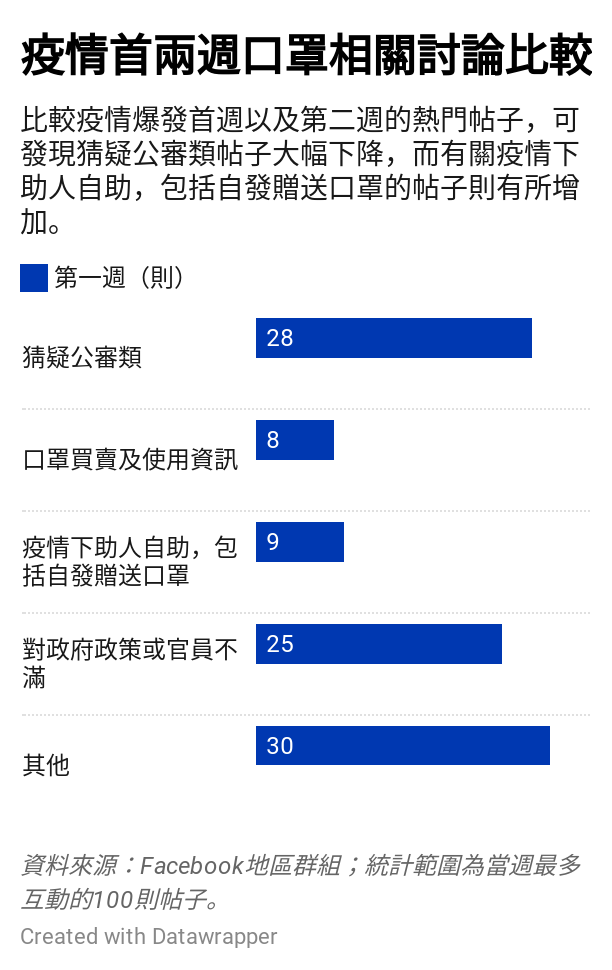 疫情首兩週口罩相關討論比較
比較疫情爆發首週以及第二週的熱門帖子，可
發現猜疑公審類帖子大幅下降，而有關疫情下
助人自助，包括自發贈送口罩的帖子則有所增
加。
第一週（則）
猜疑公審類
28
口罩買賣及使用資訊
8
疫情下助人自助，包
括自發贈送口罩
9
對政府政策或官員不
滿
25
其他
30
資料來源：Facebook地區群組；統計範圍為當週最多
互動的100則帖子。
Created with Datawrapper